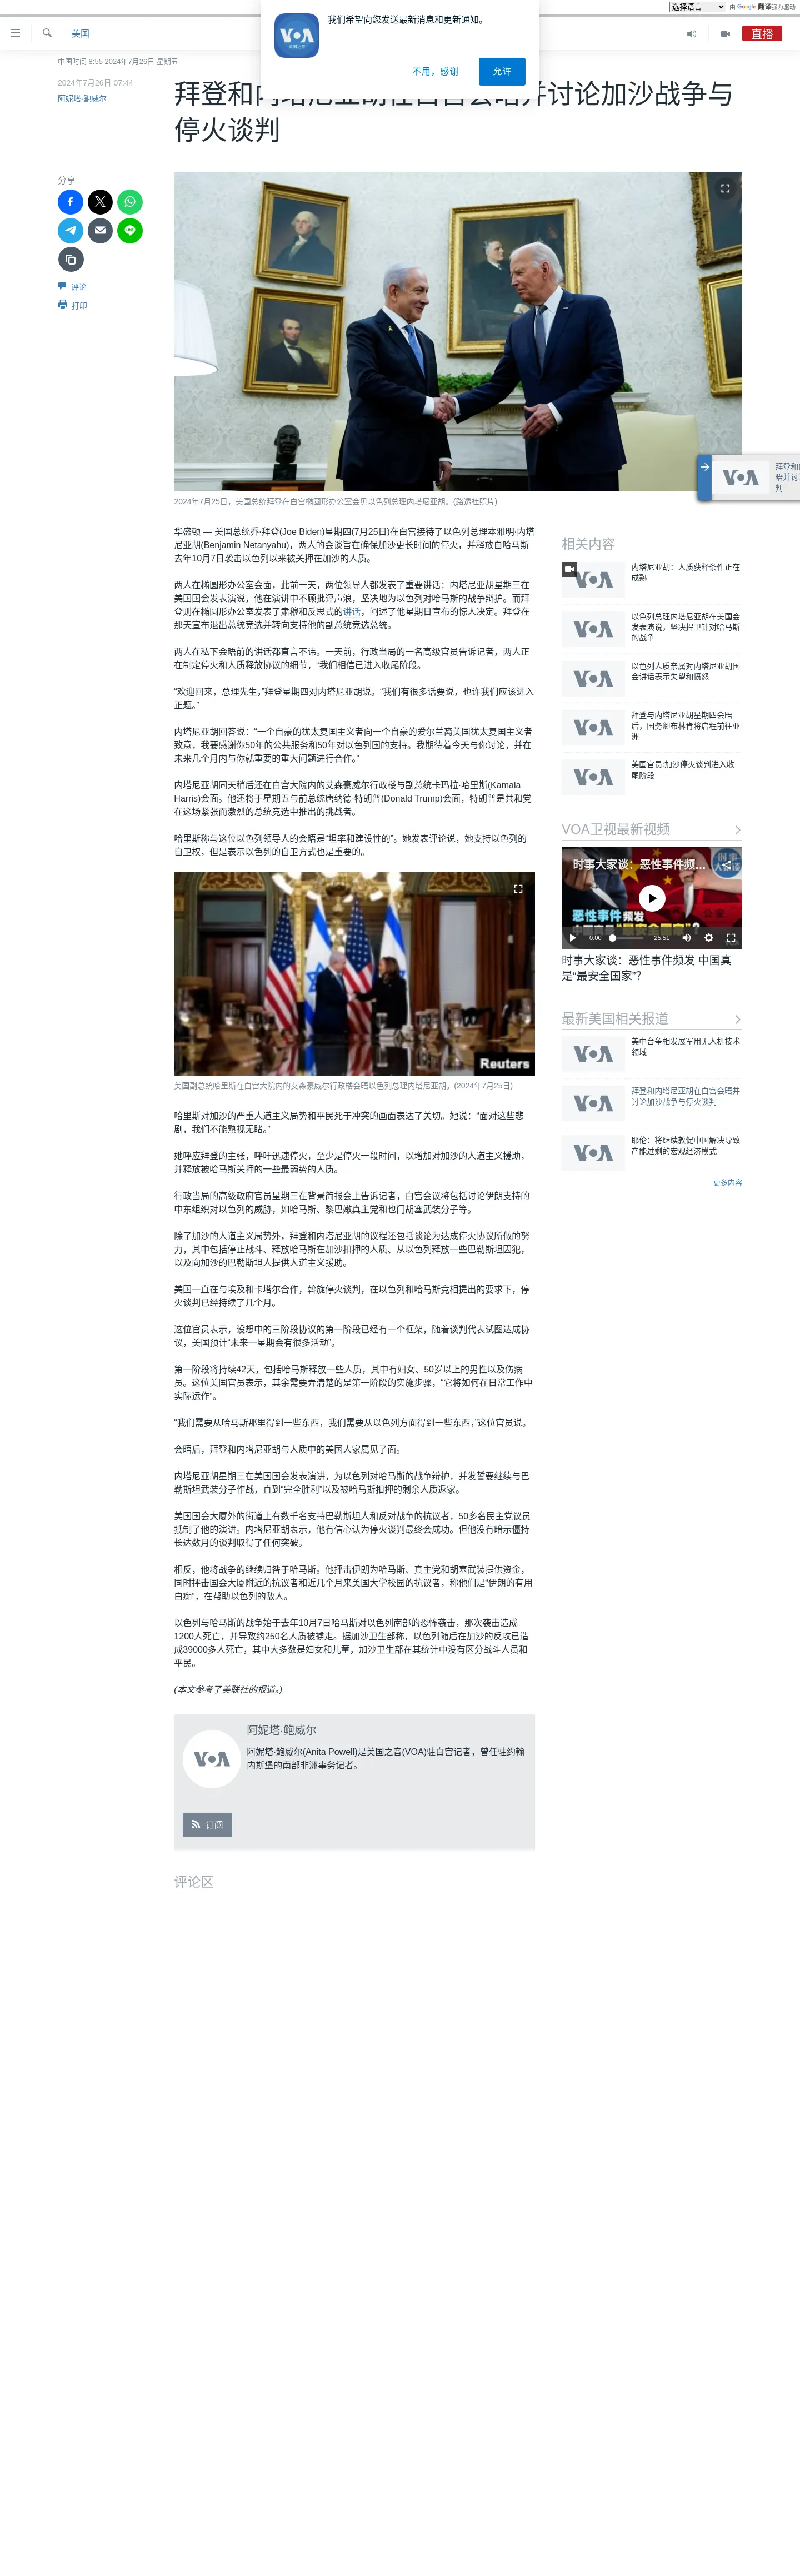 选择语言 由 Google 翻译强力驱动
我们希望向您发送最新消息和更新通知。
不用，感谢 允许
VOA
美国
直播
中国时间 8:55 2024年7月26日 星期五
2024年7月26日 07:44
阿妮塔·鲍威尔
拜登和内塔尼亚胡在白宫会晤并讨论加沙战争与
停火谈判
分享
评论
打印
2024年7月25日，美国总统拜登在白宫椭圆形办公室会见以色列总理内塔尼亚胡。(路透社照片)
华盛顿 — 美国总统乔·拜登(Joe Biden)星期四(7月25日)在白宫接待了以色列总理本雅明·内塔
尼亚胡(Benjamin Netanyahu)，两人的会谈旨在确保加沙更长时间的停火，并释放自哈马斯
去年10月7日袭击以色列以来被关押在加沙的人质。
两人在椭圆形办公室会面，此前一天，两位领导人都发表了重要讲话：内塔尼亚胡星期三在
美国国会发表演说，他在演讲中不顾批评声浪，坚决地为以色列对哈马斯的战争辩护。而拜
登则在椭圆形办公室发表了肃穆和反思式的讲话，阐述了他星期日宣布的惊人决定。拜登在
那天宣布退出总统竞选并转向支持他的副总统竞选总统。
两人在私下会晤前的讲话都直言不讳。一天前，行政当局的一名高级官员告诉记者，两人正
在制定停火和人质释放协议的细节，“我们相信已进入收尾阶段。
“欢迎回来，总理先生，”拜登星期四对内塔尼亚胡说。“我们有很多话要说，也许我们应该进入
正题。”
内塔尼亚胡回答说：“一个自豪的犹太复国主义者向一个自豪的爱尔兰裔美国犹太复国主义者
致意，我要感谢你50年的公共服务和50年对以色列国的支持。我期待着今天与你讨论，并在
未来几个月内与你就重要的重大问题进行合作。”
内塔尼亚胡同天稍后还在白宫大院内的艾森豪威尔行政楼与副总统卡玛拉·哈里斯(Kamala
Harris)会面。他还将于星期五与前总统唐纳德·特朗普(Donald Trump)会面，特朗普是共和党
在这场紧张而激烈的总统竞选中推出的挑战者。
哈里斯称与这位以色列领导人的会晤是“坦率和建设性的”。她发表评论说，她支持以色列的
自卫权，但是表示以色列的自卫方式也是重要的。
Reuters
美国副总统哈里斯在白宫大院内的艾森豪威尔行政楼会晤以色列总理内塔尼亚胡。(2024年7月25日)
哈里斯对加沙的严重人道主义局势和平民死于冲突的画面表达了关切。她说：“面对这些悲
剧，我们不能熟视无睹。”
她呼应拜登的主张，呼吁迅速停火，至少是停火一段时间，以增加对加沙的人道主义援助，
并释放被哈马斯关押的一些最弱势的人质。
行政当局的高级政府官员星期三在背景简报会上告诉记者，白宫会议将包括讨论伊朗支持的
中东组织对以色列的威胁，如哈马斯、黎巴嫩真主党和也门胡塞武装分子等。
除了加沙的人道主义局势外，拜登和内塔尼亚胡的议程还包括谈论为达成停火协议所做的努
力，其中包括停止战斗、释放哈马斯在加沙扣押的人质、从以色列释放一些巴勒斯坦囚犯，
以及向加沙的巴勒斯坦人提供人道主义援助。
美国一直在与埃及和卡塔尔合作，斡旋停火谈判，在以色列和哈马斯竞相提出的要求下，停
火谈判已经持续了几个月。
这位官员表示，设想中的三阶段协议的第一阶段已经有一个框架，随着谈判代表试图达成协
议，美国预计“未来一星期会有很多活动”。
第一阶段将持续42天，包括哈马斯释放一些人质，其中有妇女、50岁以上的男性以及伤病
员。这位美国官员表示，其余需要弄清楚的是第一阶段的实施步骤，“它将如何在日常工作中
实际运作”。
“我们需要从哈马斯那里得到一些东西，我们需要从以色列方面得到一些东西，”这位官员说。
会晤后，拜登和内塔尼亚胡与人质中的美国人家属见了面。
内塔尼亚胡星期三在美国国会发表演讲，为以色列对哈马斯的战争辩护，并发誓要继续与巴
勒斯坦武装分子作战，直到“完全胜利”以及被哈马斯扣押的剩余人质返家。
美国国会大厦外的街道上有数千名支持巴勒斯坦人和反对战争的抗议者，50多名民主党议员
抵制了他的演讲。内塔尼亚胡表示，他有信心认为停火谈判最终会成功。但他没有暗示僵持
长达数月的谈判取得了任何突破。
相反，他将战争的继续归咎于哈马斯。他抨击伊朗为哈马斯、真主党和胡塞武装提供资金，
同时抨击国会大厦附近的抗议者和近几个月来美国大学校园的抗议者，称他们是“伊朗的有用
白痴”，在帮助以色列的敌人。
以色列与哈马斯的战争始于去年10月7日哈马斯对以色列南部的恐怖袭击，那次袭击造成
1200人死亡，并导致约250名人质被掳走。据加沙卫生部称，以色列随后在加沙的反攻已造
成39000多人死亡，其中大多数是妇女和儿童，加沙卫生部在其统计中没有区分战斗人员和
平民。
(本文参考了美联社的报道。)
VOA
阿妮塔·鲍威尔
阿妮塔·鲍威尔(Anita Powell)是美国之音(VOA)驻白宫记者，曾任驻约翰
内斯堡的南部非洲事务记者。
订阅
评论区
相关内容
内塔尼亚胡：人质获释条件正在
成熟
以色列总理内塔尼亚胡在美国会
发表演说，坚决捍卫针对哈马斯
的战争
以色列人质亲属对内塔尼亚胡国
会讲话表示失望和愤怒
拜登与内塔尼亚胡星期四会晤
后，国务卿布林肯将启程前往亚
洲
美国官员:加沙停火谈判进入收
尾阶段
VOA卫视最新视频
时事大家谈：恶性事件频...
恶性事件频发
0:00 25:51
时事大家谈：恶性事件频发 中国真
是“最安全国家”？
最新美国相关报道
美中台争相发展军用无人机技术
领域
拜登和内塔尼亚胡在白宫会晤并
讨论加沙战争与停火谈判
耶伦：将继续敦促中国解决导致
产能过剩的宏观经济模式
更多内容